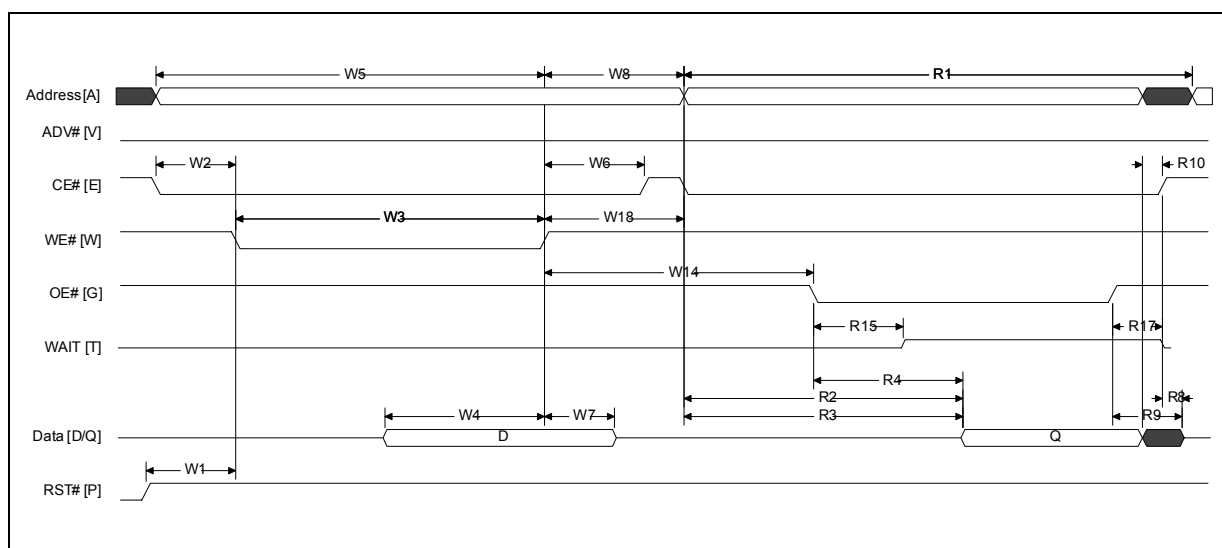 W5 W8 R1
Address [A]
ADV# [V]
W2 W6 R10
CE# [E]
W3 W18
WE# [W]
W14
OE# [G]
R15 R17
WAIT [T]
R4
R2 R8
W4 W7 R3 R9
Data [D/Q] D Q
W1
RST# [P]